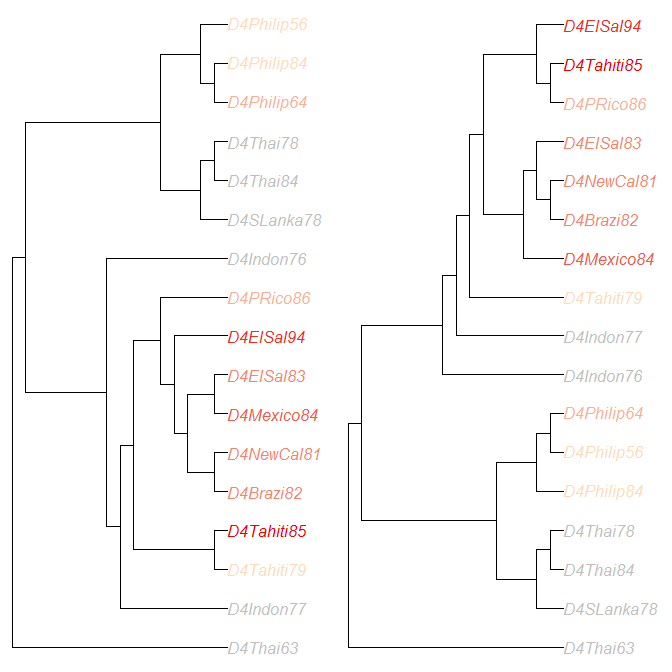 D4Philip56
D4Philip84
D4Philip64
D4Thai78
D4Thai84
D4SLanka78
D4Indon76
D4PRico86
D4ElSal94
D4ElSal83
D4Mexico84
D4NewCal81
D4Brazi82
D4Tahiti85
D4Tahiti79
D4Indon77
D4Thai63
D4ElSal94
D4Tahiti85
D4PRico86
D4ElSal83
D4NewCal81
D4Brazi82
D4Mexico84
D4Tahiti79
D4Indon77
D4Indon76
D4Philip64
D4Philip56
D4Philip84
D4Thai78
D4Thai84
D4SLanka78
D4Thai63